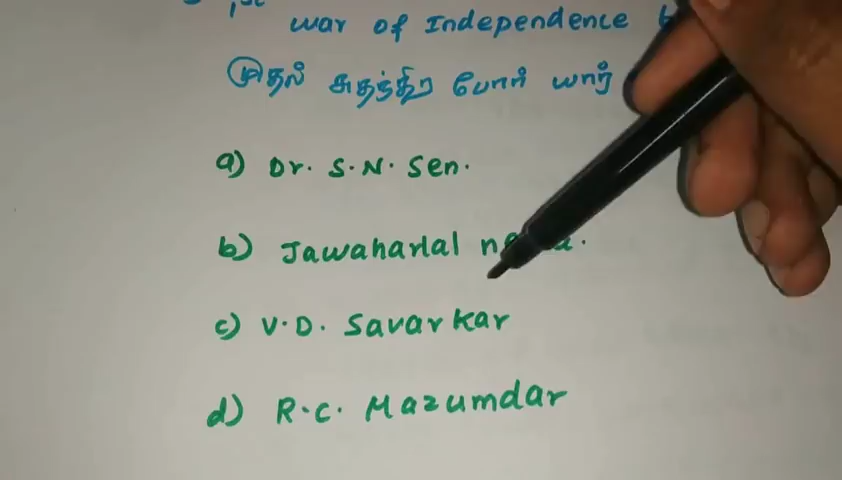 war of Independence
முதல் சுதந்திர போர் யார்
a) Dr. S.N. Sen.
b) Jawaharlal
c) V.D. Savarkar
d) R.C. Mazumdar